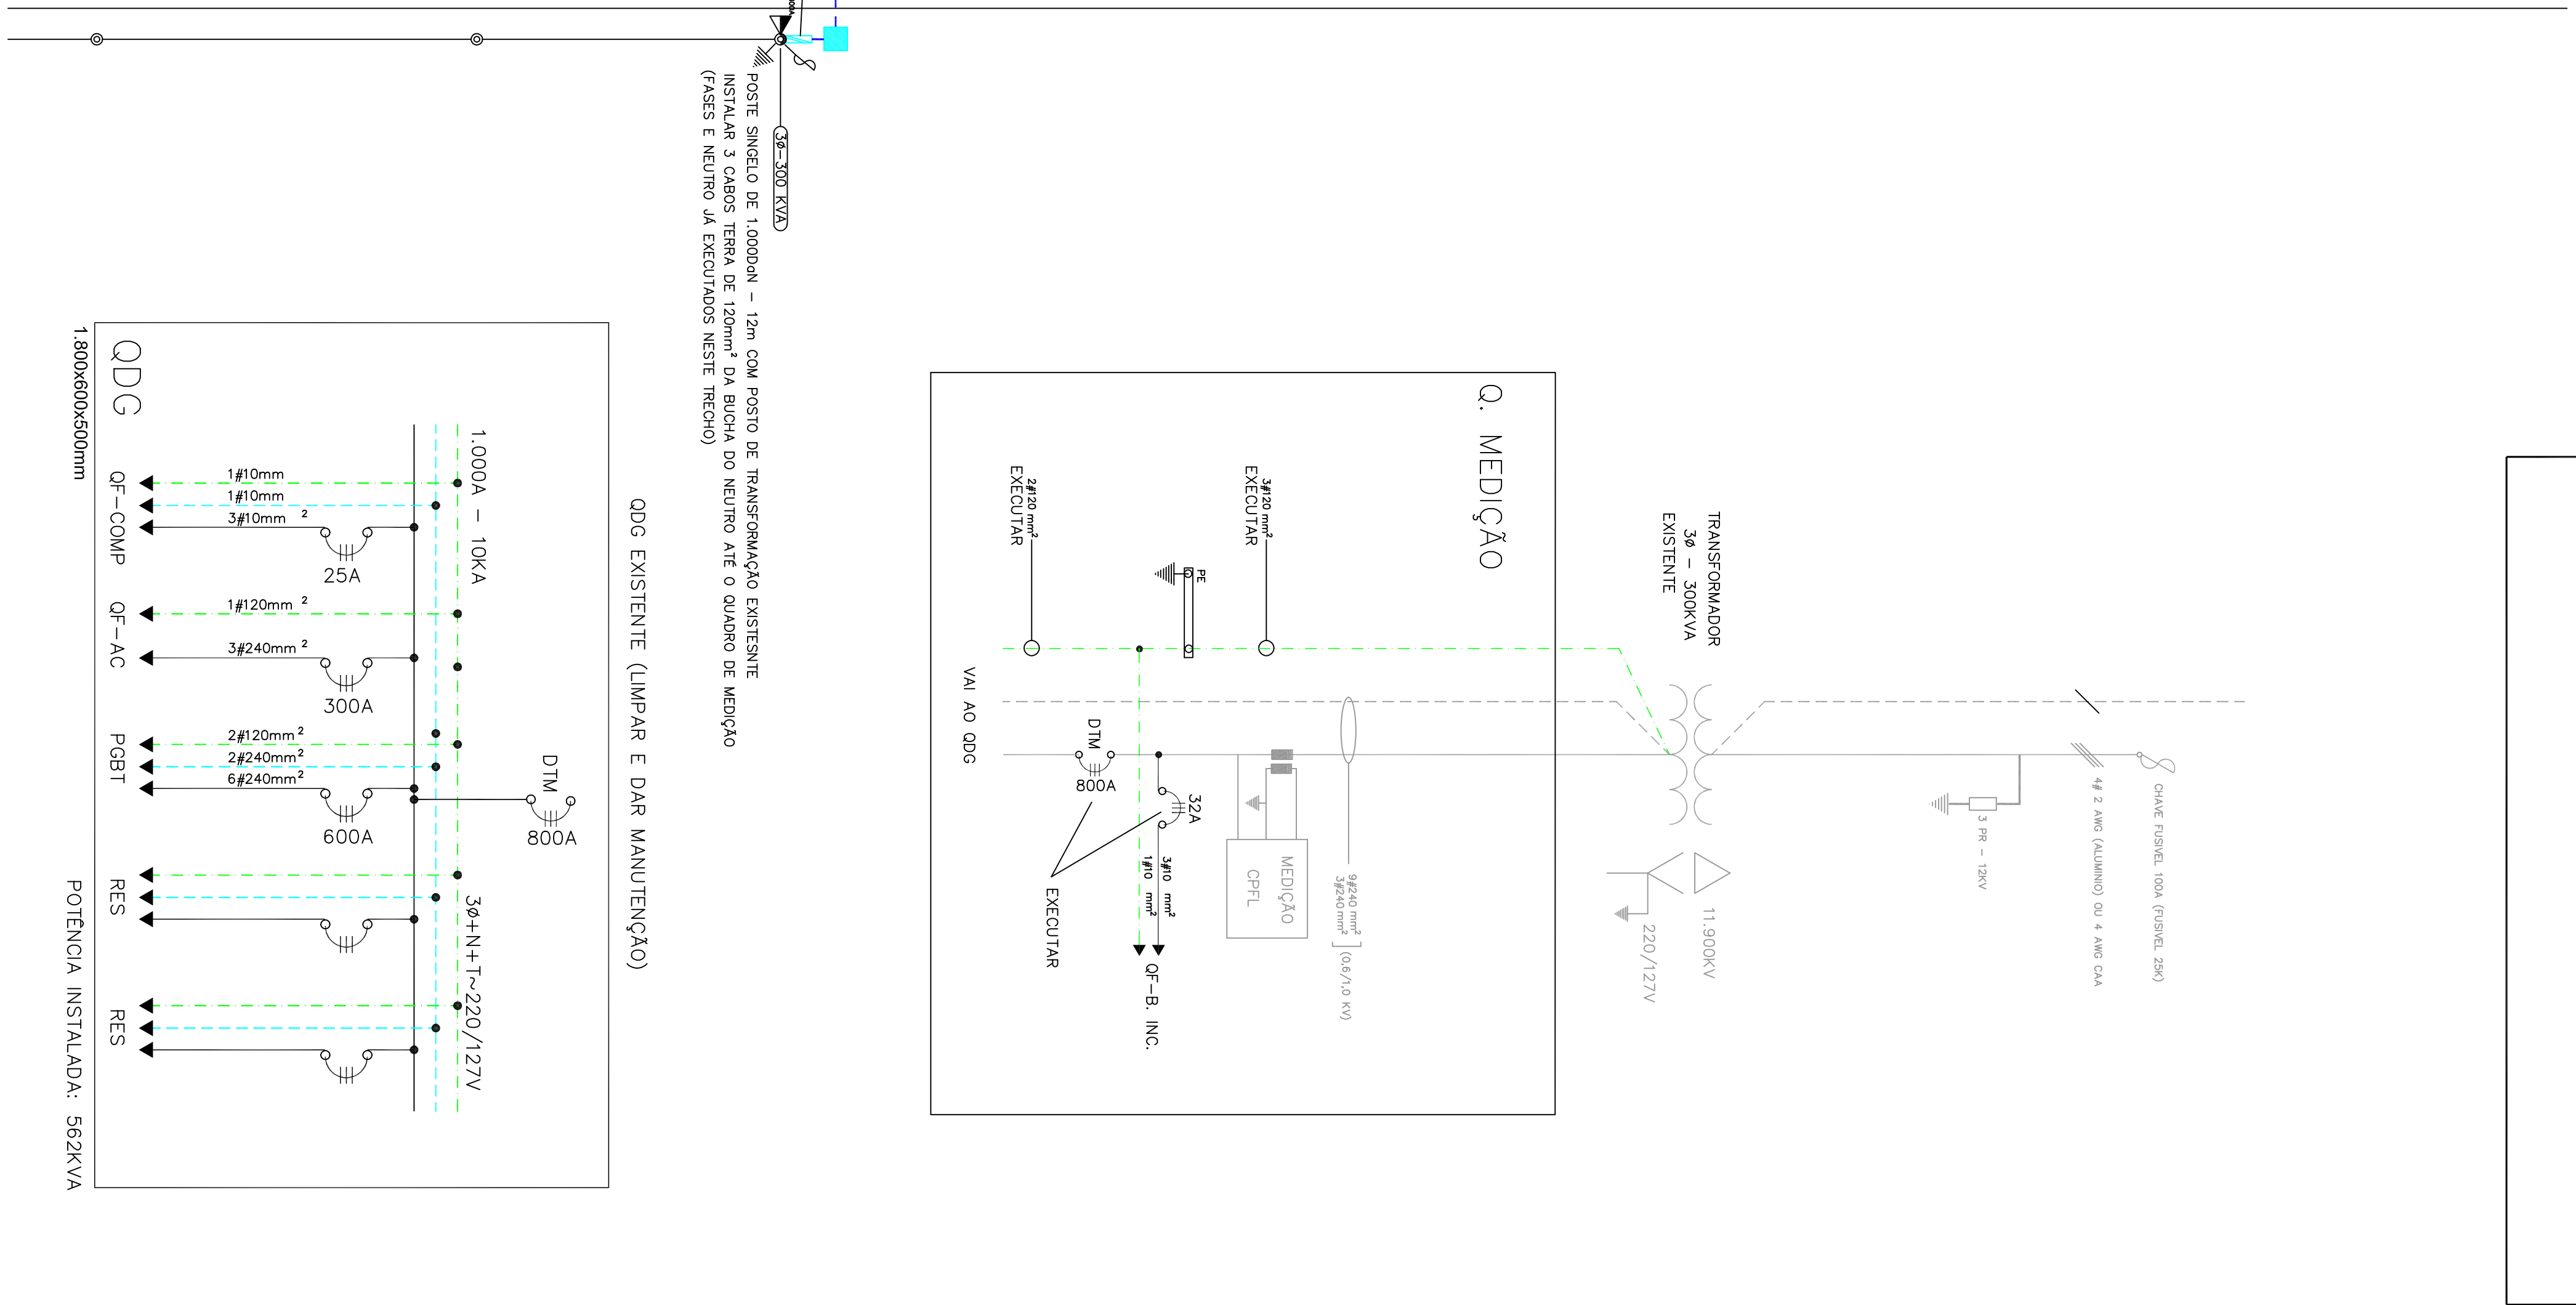 100A
3Ø-300 KVA
POSTE SINGELO DE 1.000DaN - 12m COM POSTO DE TRANSFORMAÇÃO EXISTESNTE
INSTALAR 3 CABOS TERRA DE 120mm² DA BUCHA DO NEUTRO ATÉ O QUADRO DE MEDIÇÃO
(FASES E NEUTRO JÁ EXECUTADOS NESTE TRECHO)
CHAVE FUSIVEL 100A (FUSIVEL 25K)
4# 2 AWG (ALUMINIO) OU 4 AWG CAA
3 PR - 12KV
TRANSFORMADOR
3Ø - 300KVA
EXISTENTE
11.900KV
220/127V
Q. MEDIÇÃO
9#240 mm²
3#240 mm²
(0,6/1,0 KV)
MEDIÇÃO
CPFL
3#120 mm²
EXECUTAR
PE
32A
3#10 mm²
1#10 mm²
QF-B. INC.
DTM
800A
EXECUTAR
2#120 mm²
EXECUTAR
VAI AO QDG
QDG EXISTENTE (LIMPAR E DAR MANUTENÇÃO)
DTM
800A
1.000A - 10KA
3Ø+N+T~220/127V
25A
300A
600A
1#10mm
1#10mm
3#10mm ²
1#120mm ²
3#240mm ²
2#120mm²
2#240mm²
6#240mm²
QDG
QF-COMP
QF-AC
PGBT
RES
RES
1.800x600x500mm
POTÊNCIA INSTALADA: 562KVA